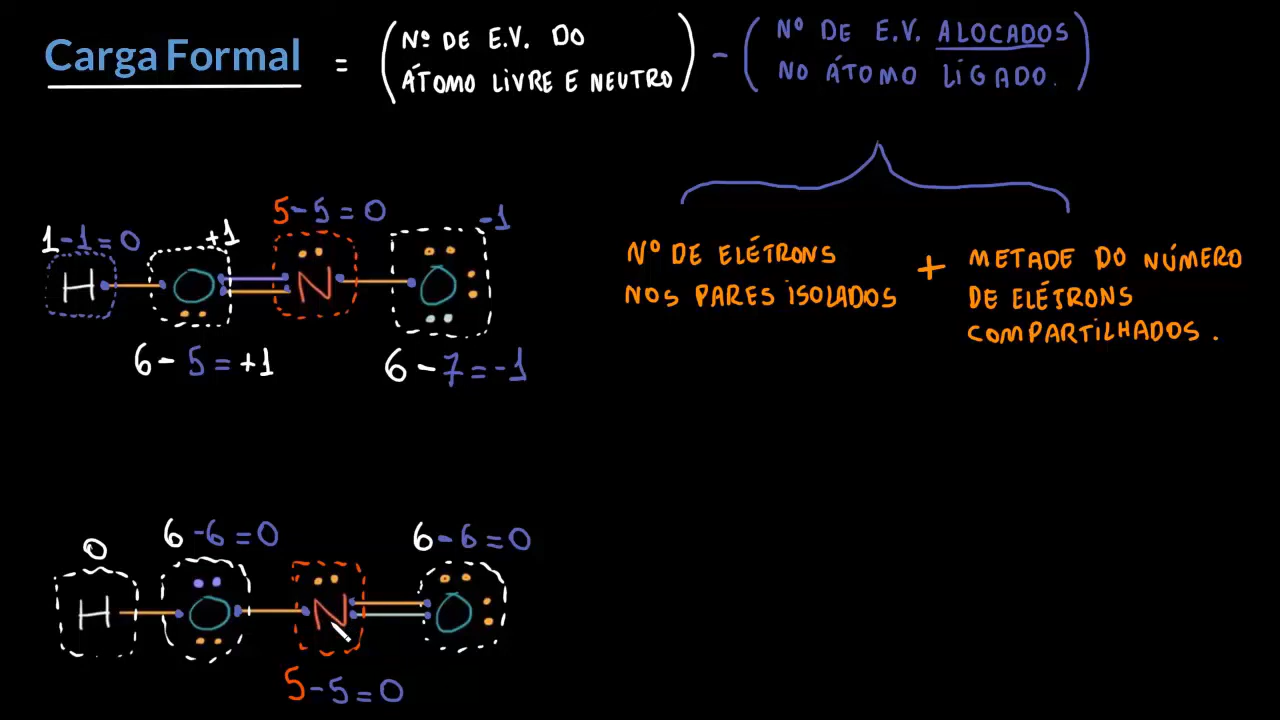 Carga Formal = (Nº DE E.V. DO
ÁTOMO LIVRE E NEUTRO)
- (Nº DE E.V. ALOCADOS
NO ÁTOMO LIGADO.)
Nº DE ELÉTRONS
NOS PARES ISOLADOS
+
METADE DO NÚMERO
DE ELÉTRONS
COMPARTILHADOS.
1-1=0
+1
5-5=0
-1
H O N O
6-5=+1
6-7=-1
0
6-6=0
6-6=0
H O N O
5-5=0